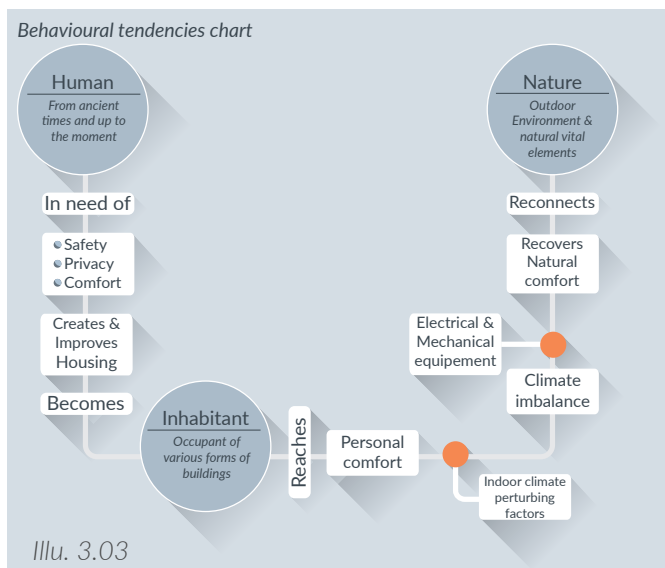 Behavioural tendencies chart
Human
From ancient
times and up to
the moment
In need of
Safety
Privacy
Comfort
Creates &
Improves
Housing
Becomes
Inhabitant
Occupant of
various forms of
buildings
Reaches
Personal
comfort
Indoor climate
perturbing
factors
Climate
imbalance
Electrical &
Mechanical
equipement
Recovers
Natural
comfort
Reconnects
Nature
Outdoor
Environment &
natural vital
elements
Illu. 3.03